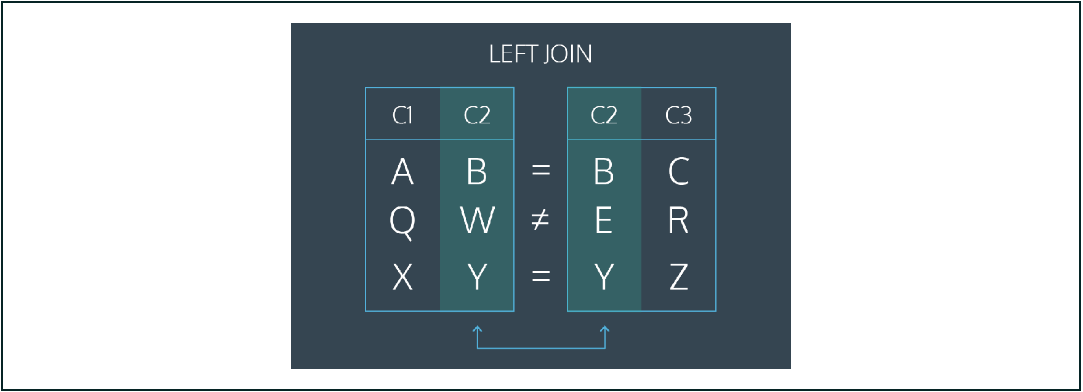 LEFT JOIN
C1 C2 C2 C3
A B = B C
Q W ≠ E R
X Y = Y Z